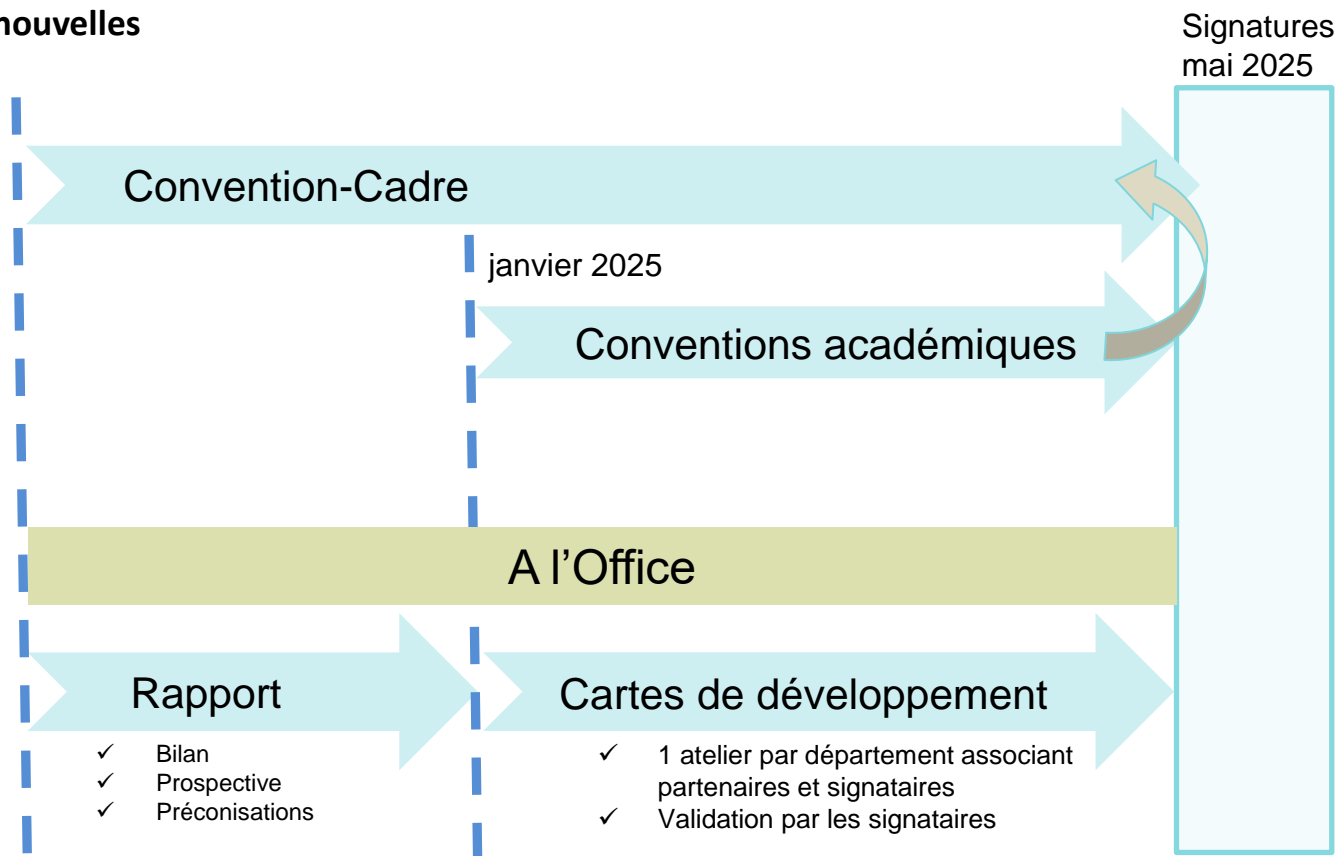 nouvelles
Signatures
mai 2025
Convention-Cadre
janvier 2025
Conventions académiques
A l’Office
Rapport
✓ Bilan
✓ Prospective
✓ Préconisations
Cartes de développement
✓ 1 atelier par département associant
partenaires et signataires
✓ Validation par les signataires